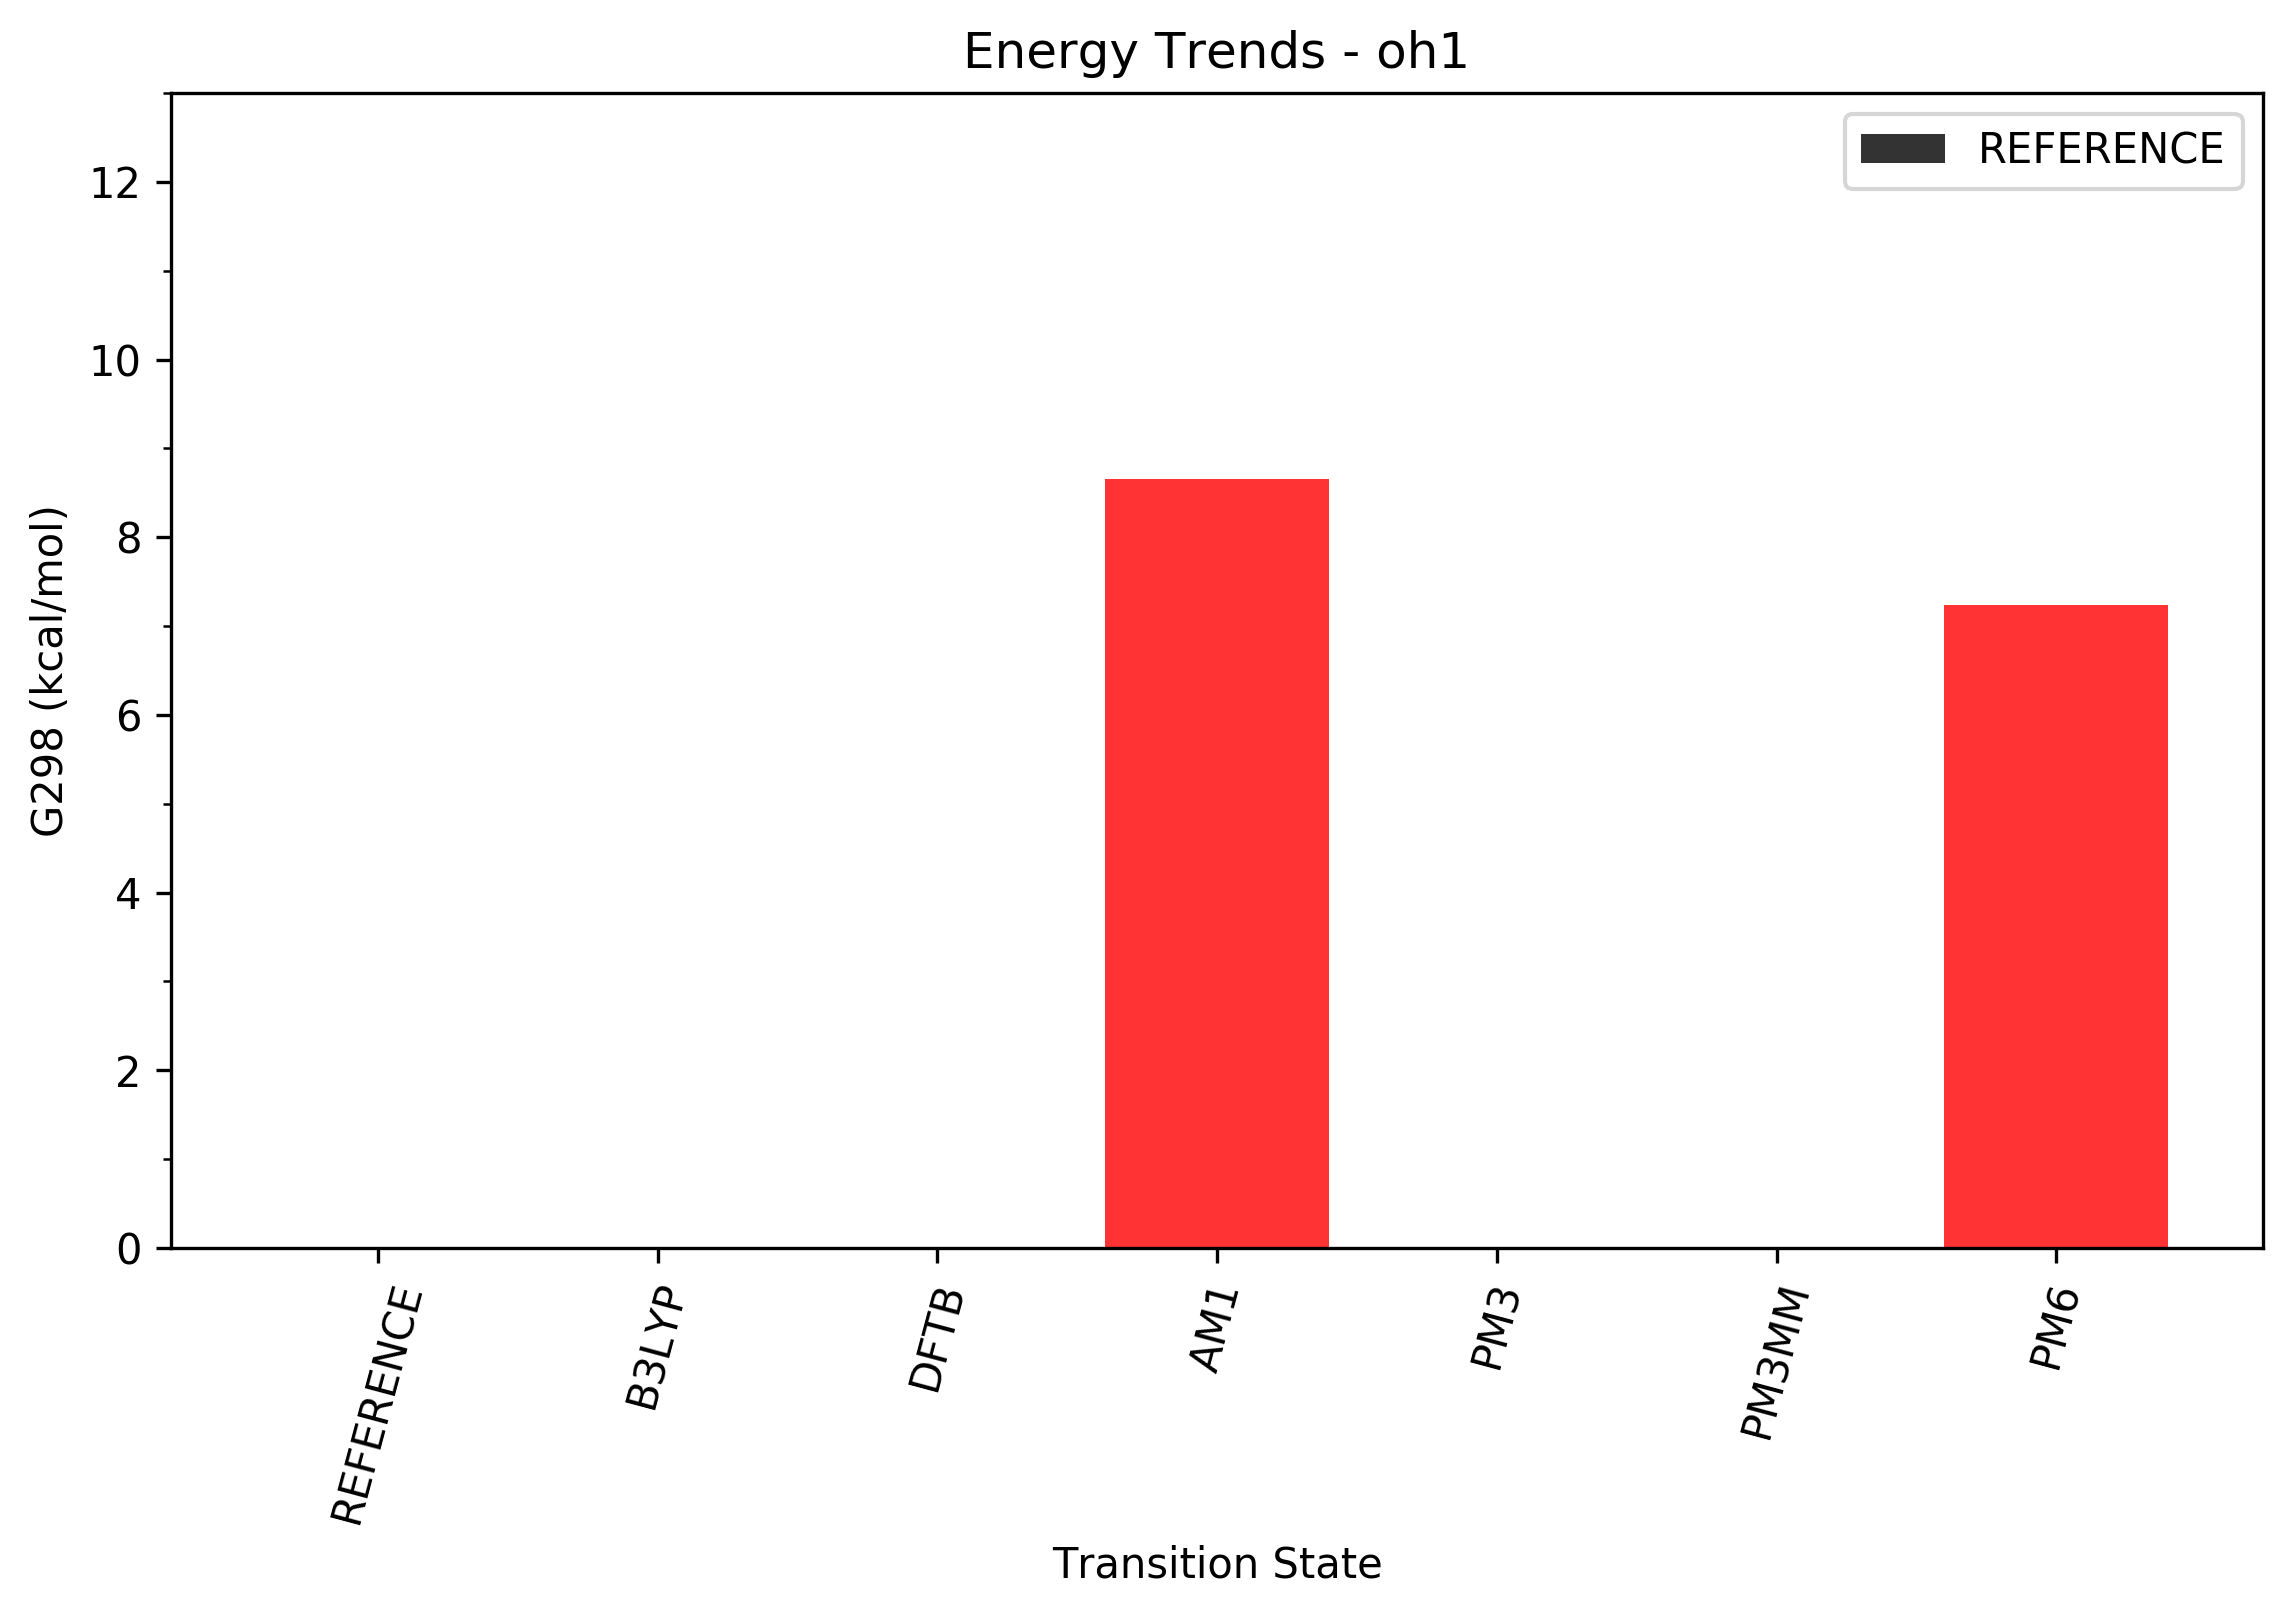 Energy Trends - oh1
REFERENCE
12
10
8
6
4
2
0
G298 (kcal/mol)
REFERENCE
B3LYP
DFTB
AM1
PM3
PM3MM
PM6
Transition State